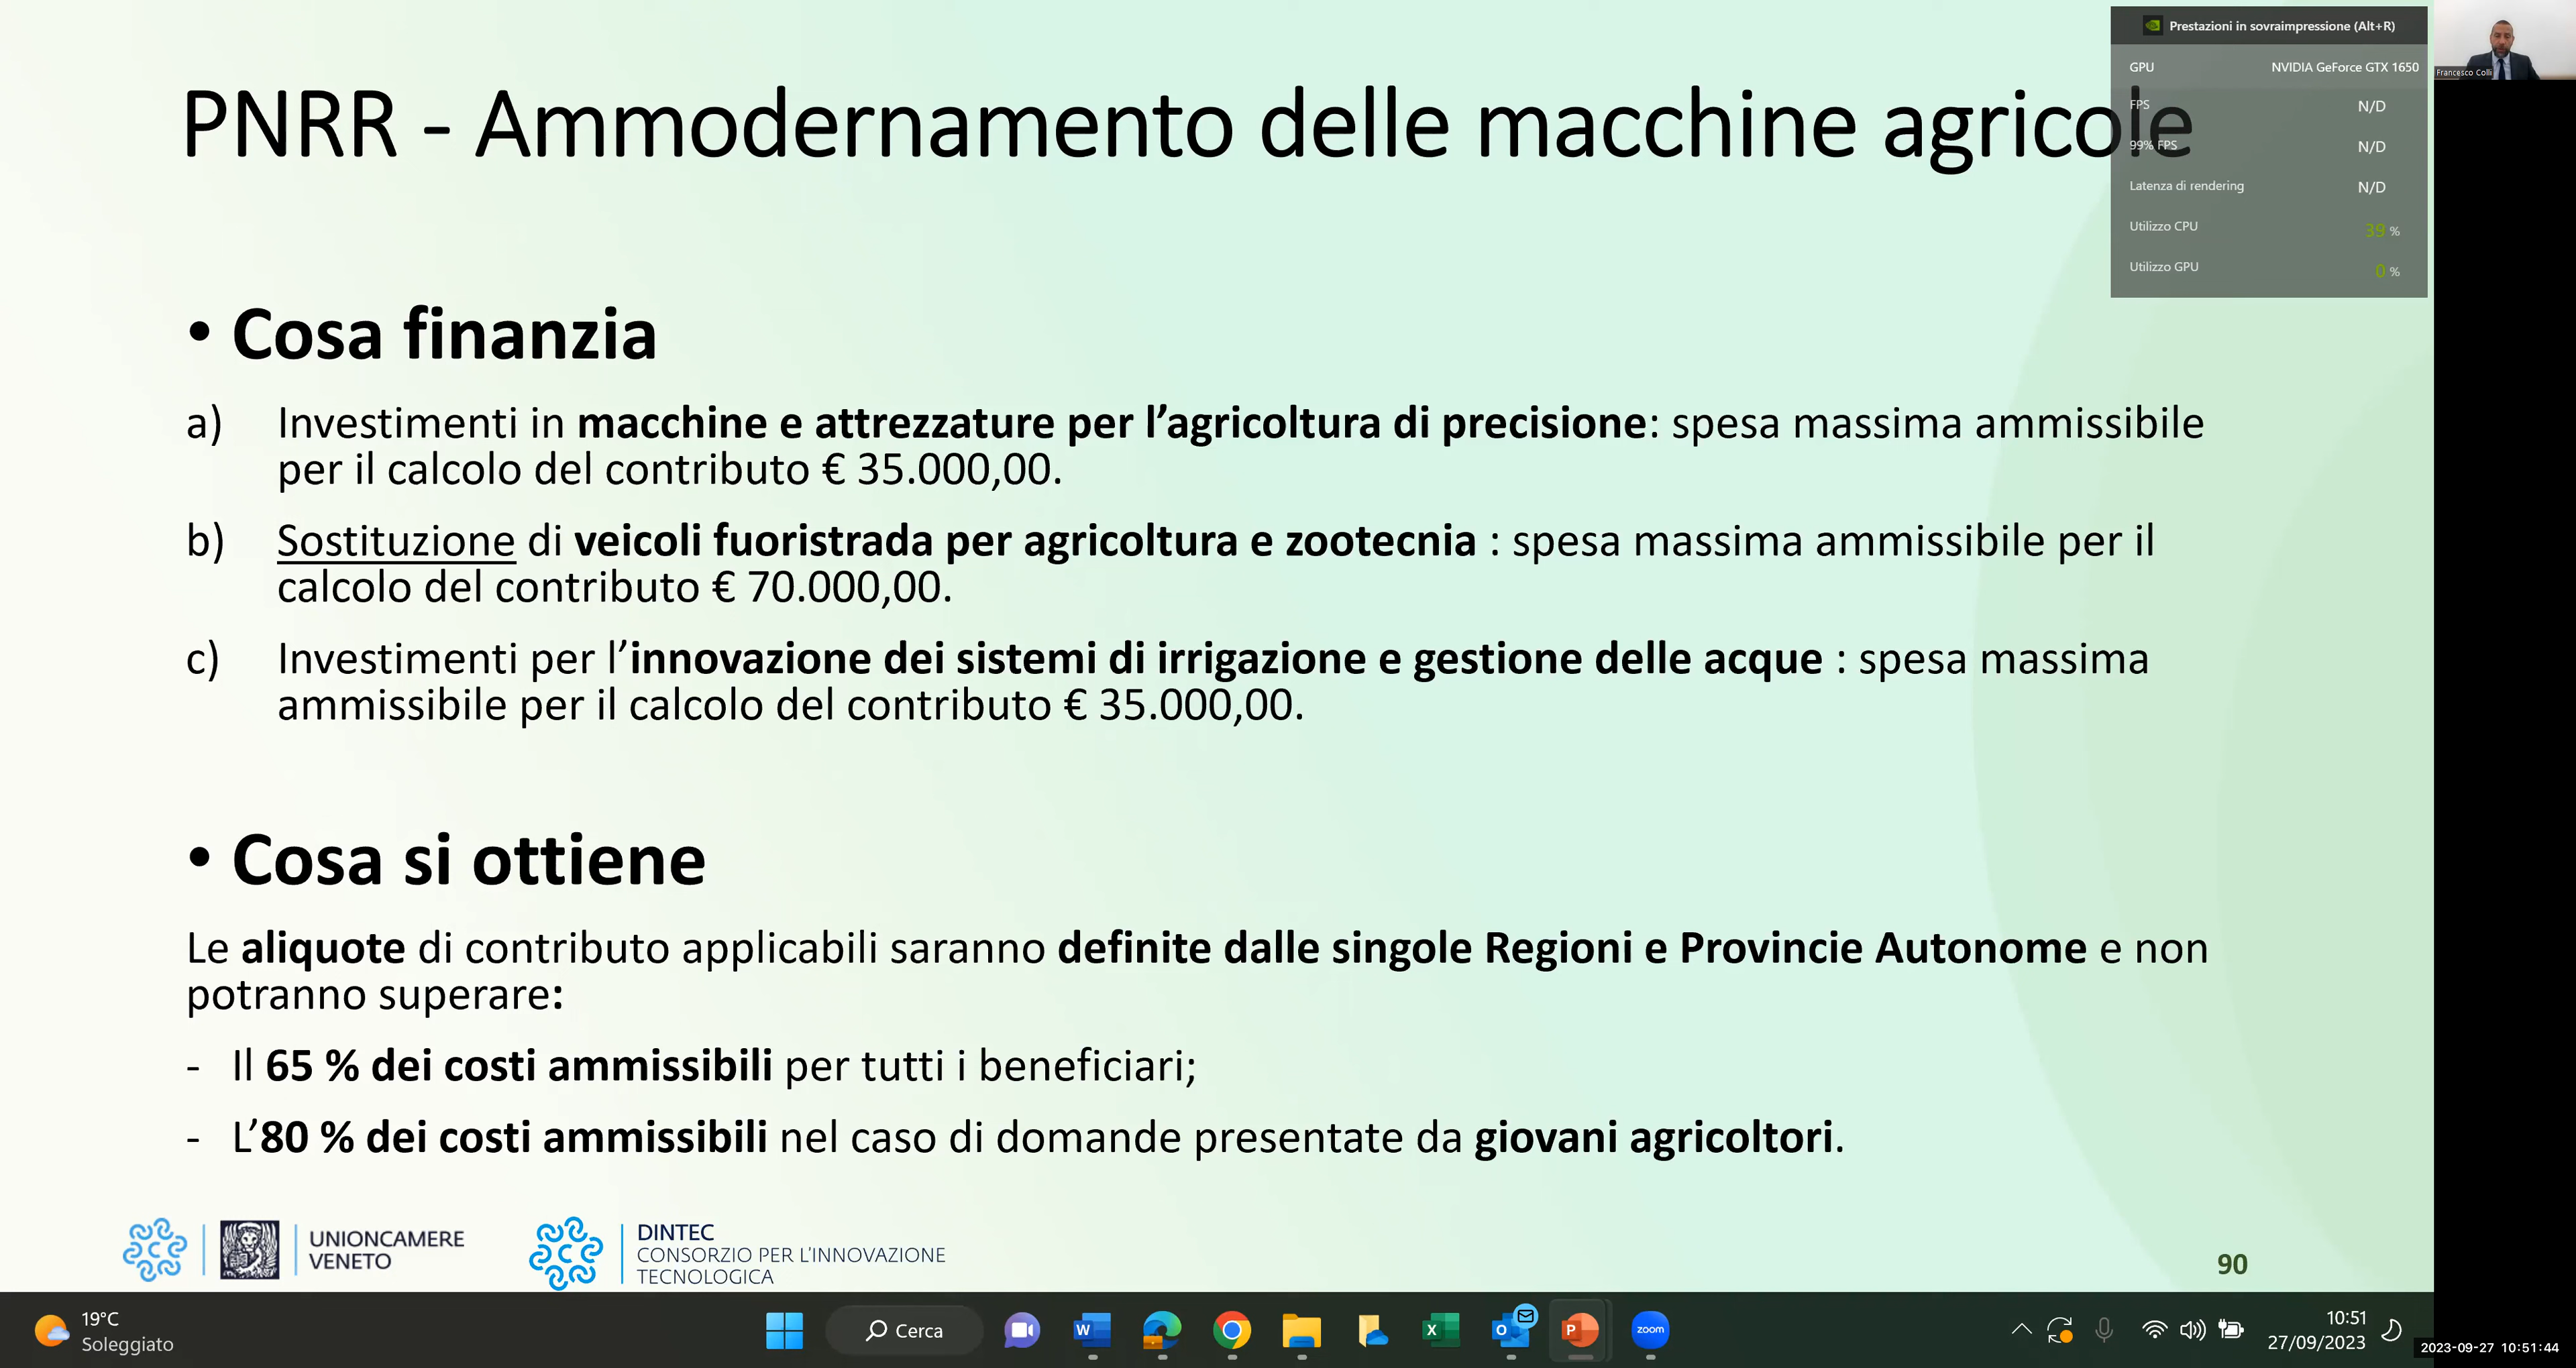 PNRR - Ammodernamento delle macchine agricole
Prestazioni in sovraimpressione (Alt+R)
GPU NVIDIA GeForce GTX 1650
FPS N/D
99% FPS N/D
Latenza di rendering N/D
Utilizzo CPU 39 %
Utilizzo GPU 0 %
Francesco Colli
• Cosa finanzia
a) Investimenti in macchine e attrezzature per l’agricoltura di precisione: spesa massima ammissibile
per il calcolo del contributo € 35.000,00.
b) Sostituzione di veicoli fuoristrada per agricoltura e zootecnia : spesa massima ammissibile per il
calcolo del contributo € 70.000,00.
c) Investimenti per l’innovazione dei sistemi di irrigazione e gestione delle acque : spesa massima
ammissibile per il calcolo del contributo € 35.000,00.
• Cosa si ottiene
Le aliquote di contributo applicabili saranno definite dalle singole Regioni e Provincie Autonome e non
potranno superare:
- Il 65 % dei costi ammissibili per tutti i beneficiari;
- L’80 % dei costi ammissibili nel caso di domande presentate da giovani agricoltori.
UNIONCAMERE
VENETO
DINTEC
CONSORZIO PER L'INNOVAZIONE
TECNOLOGICA
90
19°C
Soleggiato
Cerca
zoom
10:51
27/09/2023
2023-09-27 10:51:44